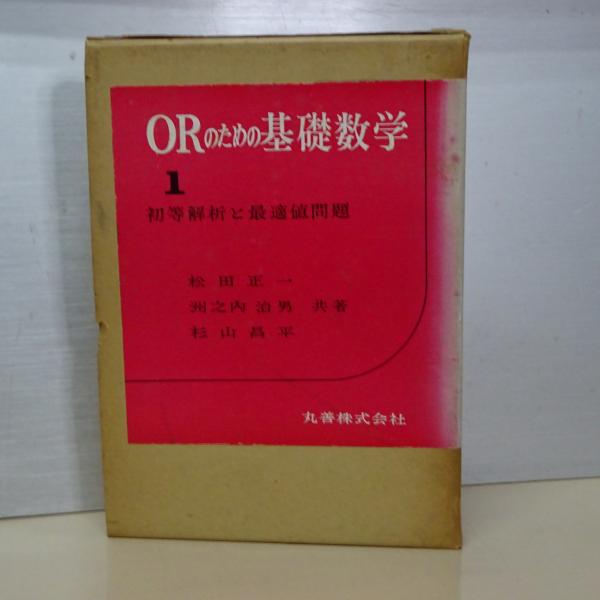 ORのための基礎数学
1
初等解析と最適値問題
松田正一
洲之内治男 共著
杉山昌平
丸善株式会社